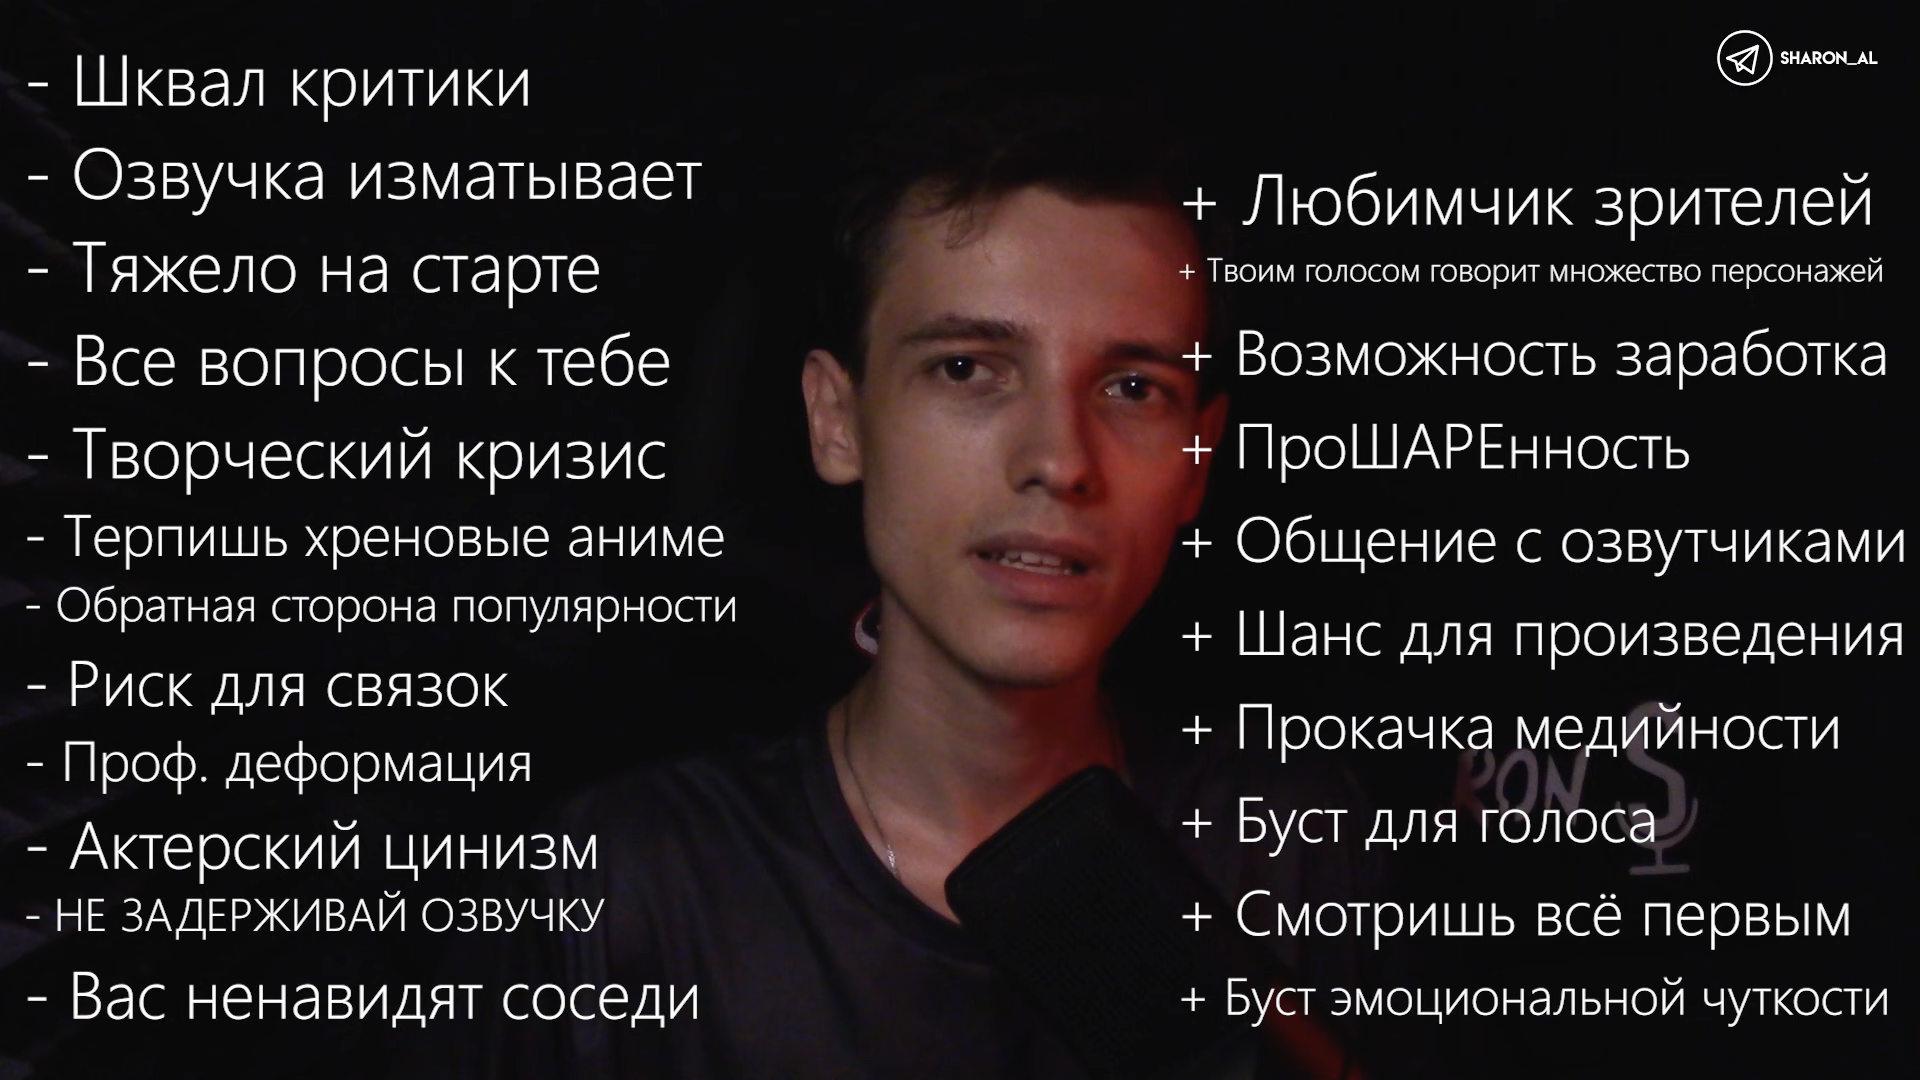 SHARON_AL
- Шквал критики
- Озвучка изматывает
- Тяжело на старте
- Все вопросы к тебе
- Творческий кризис
- Терпишь хреновые аниме
- Обратная сторона популярности
- Риск для связок
- Проф. деформация
- Актерский цинизм
- НЕ ЗАДЕРЖИВАЙ ОЗВУЧКУ
- Вас ненавидят соседи
+ Любимчик зрителей
+ Твоим голосом говорит множество персонажей
+ Возможность заработка
+ ПроШАРЕнность
+ Общение с озвутчиками
+ Шанс для произведения
+ Прокачка медийности
+ Буст для голоса
+ Смотришь всё первым
+ Буст эмоциональной чуткости
RON